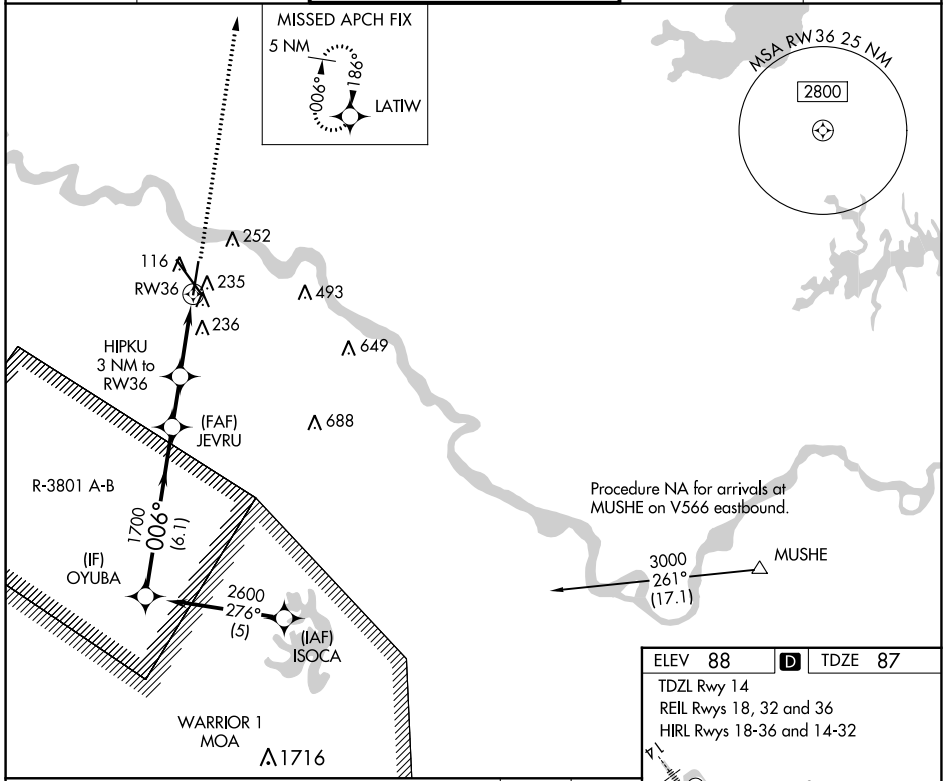 MISSED APCH FIX
5 NM
006°
186°
LATIW
MSA RW36 25 NM
2800
252
116
235
RW36
493
236
649
HIPKU
3 NM to
RW36
688
(FAF)
JEVRU
R-3801 A-B
1700
006°
(6.1)
(IF)
OYUBA
2600
276°
(5)
(IAF)
ISOCA
Procedure NA for arrivals at
MUSHE on V566 eastbound.
MUSHE
3000
261°
(17.1)
WARRIOR 1
MOA
1716
ELEV 88 D TDZE 87
TDZL Rwy 14
REIL Rwys 18, 32 and 36
HIRL Rwys 18-36 and 14-32
14